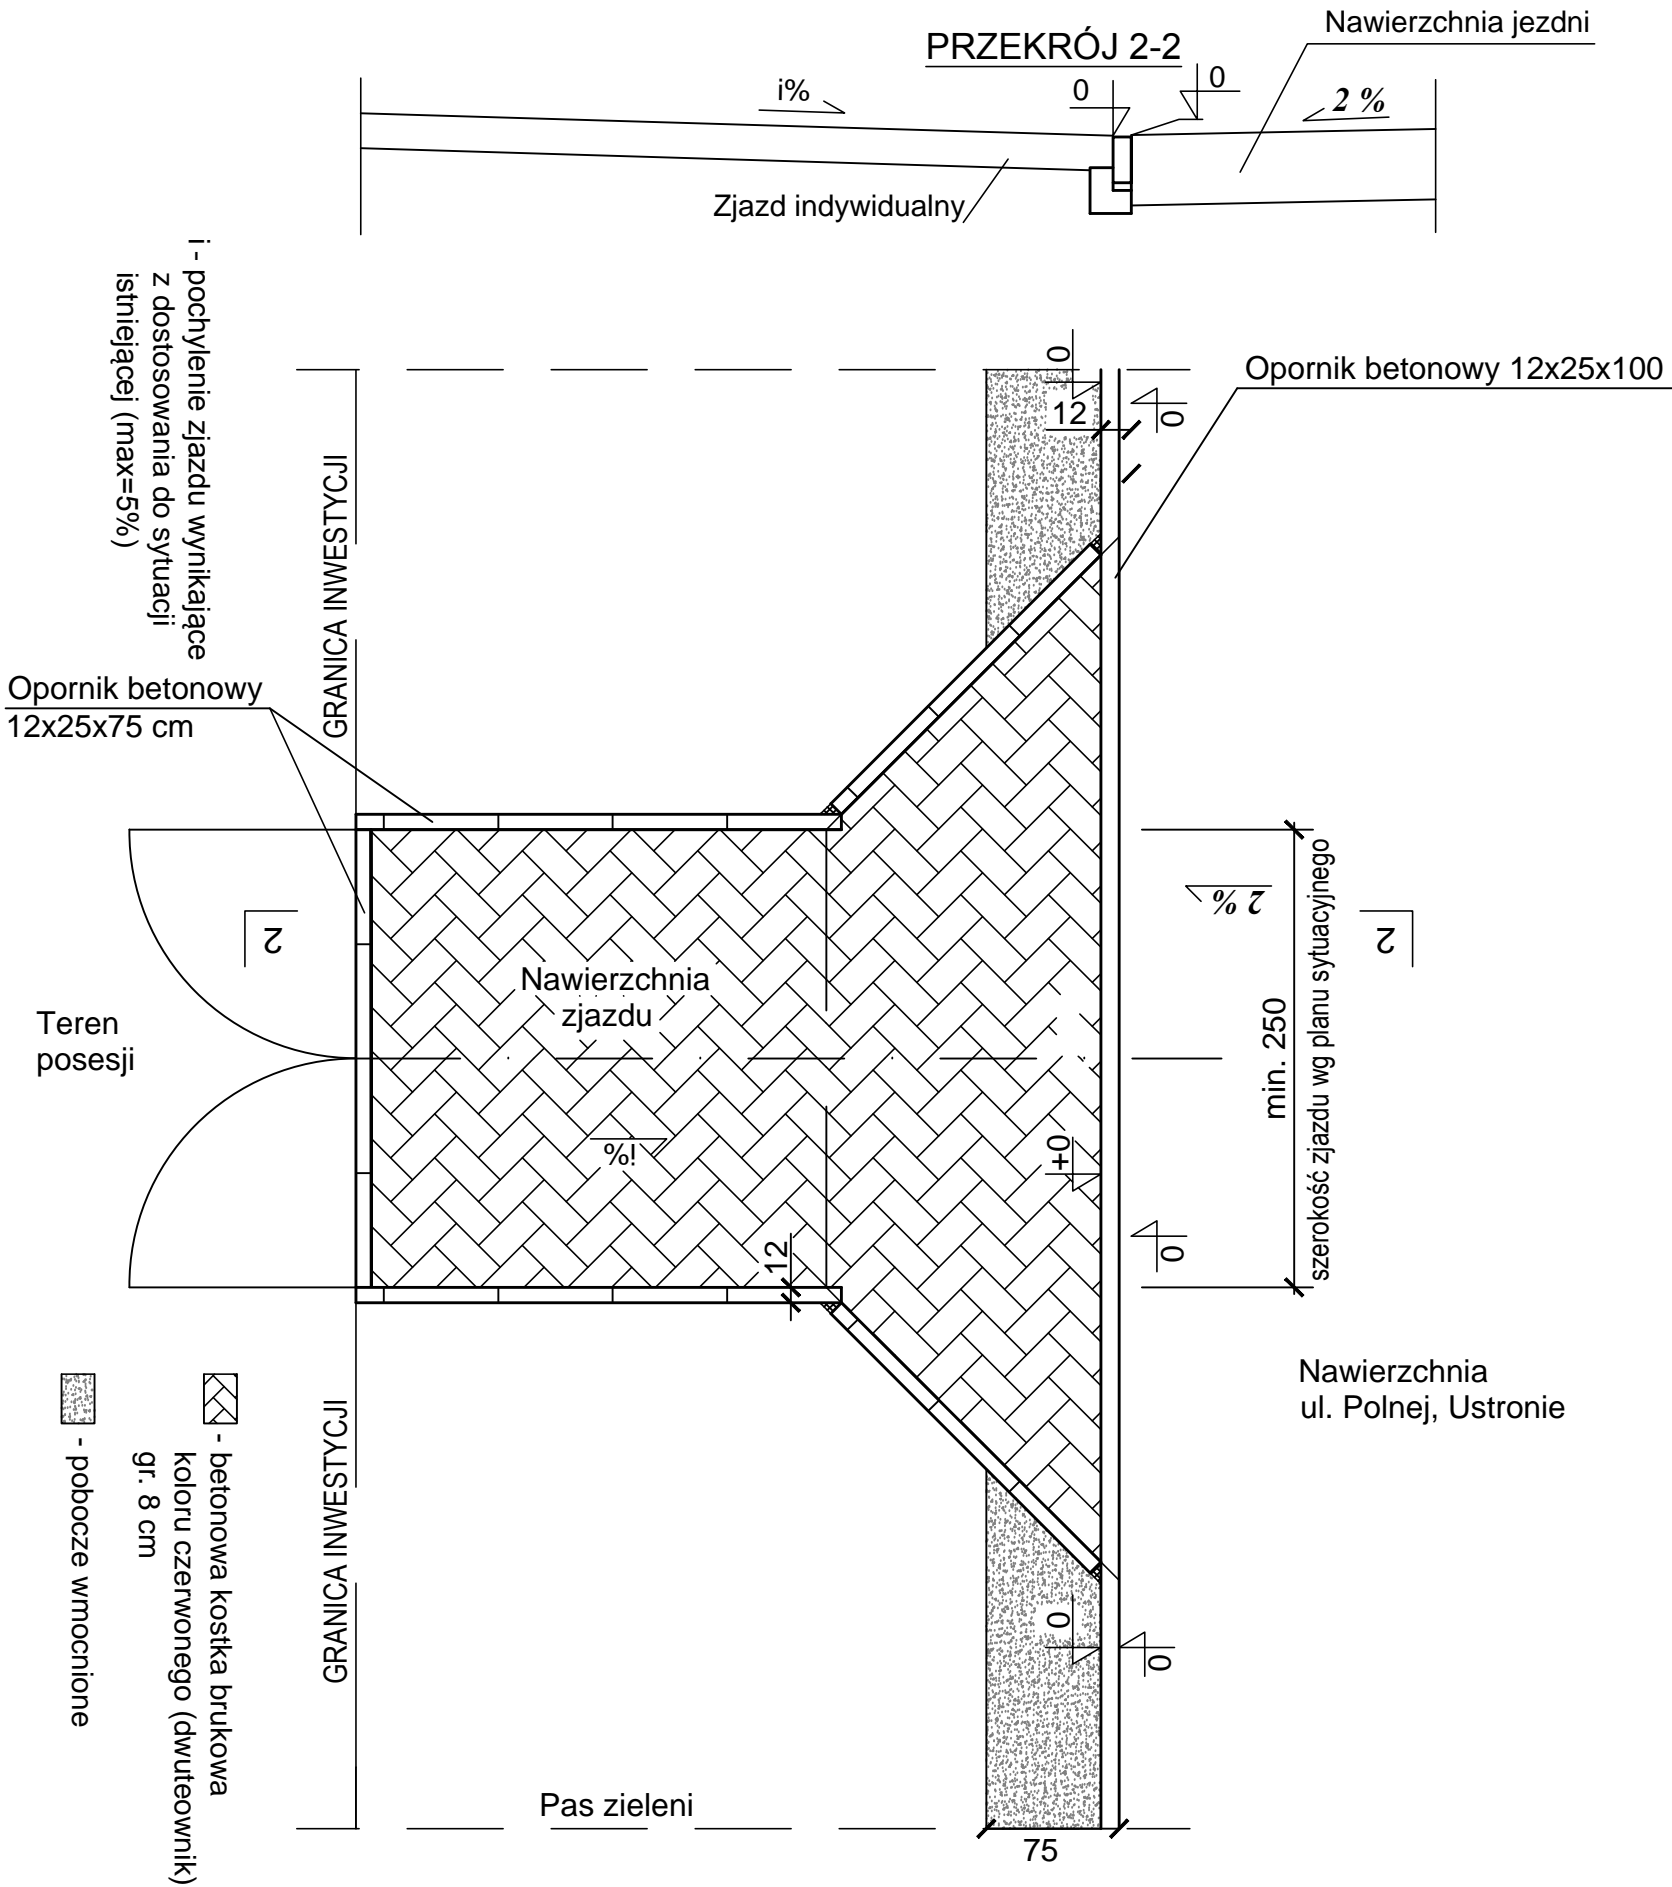 PRZEKRÓJ 2-2
Nawierzchnia jezdni
i%
0
0
2 %
Zjazd indywidualny
i - pochylenie zjazdu wynikające
z dostosowania do sytuacji
istniejącej (max=5%)
GRANICA INWESTYCJI
0
12
0
Opornik betonowy 12x25x100
Opornik betonowy
12x25x75 cm
2
Nawierzchnia
zjazdu
2 %
2
Teren
posesji
min. 250
szerokość zjazdu wg planu sytuacyjnego
i%
+0
0
12
Nawierzchnia
ul. Polnej, Ustronie
- betonowa kostka brukowa
koloru czerwonego (dwuteownik)
gr. 8 cm
- pobocze wmocnione
GRANICA INWESTYCJI
0
0
Pas zieleni
75